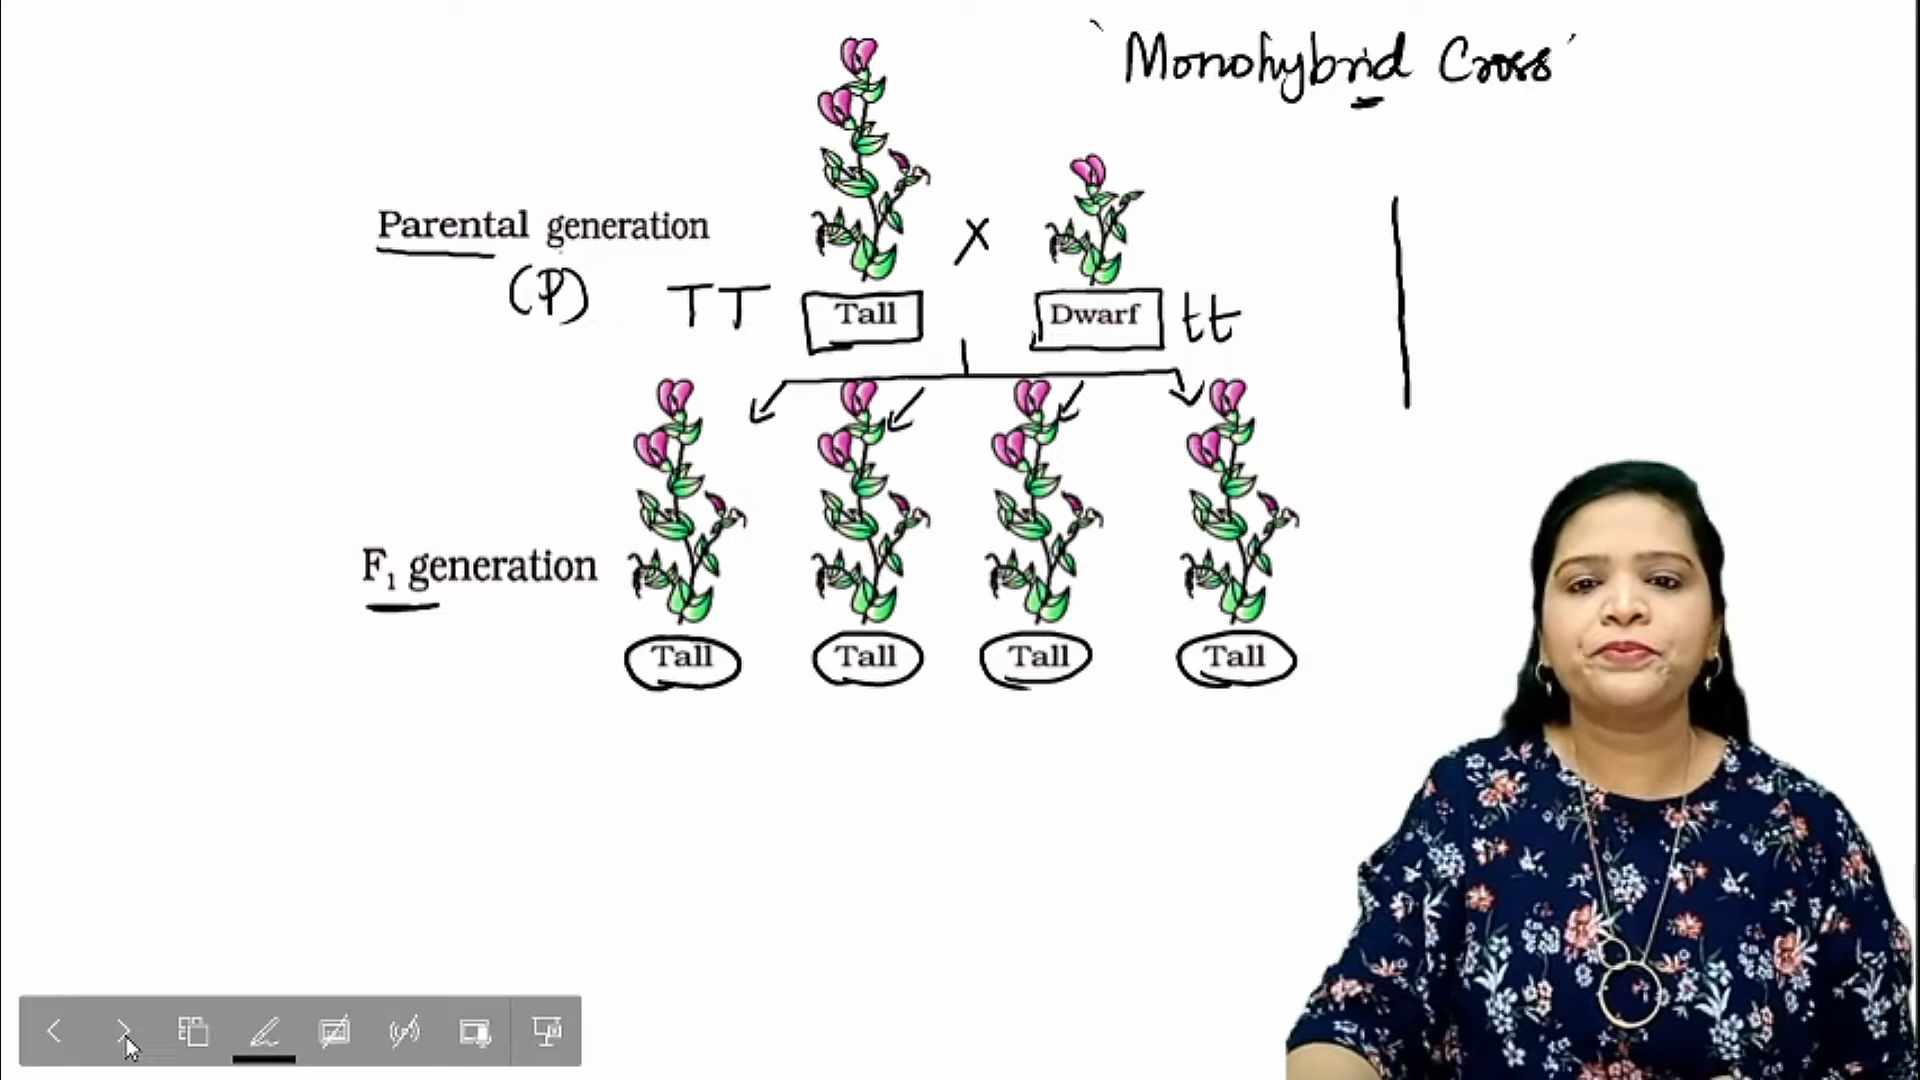 'Monohybrid Cross'
Parental generation
(P)
TT Tall X Dwarf tt
F₁ generation
Tall Tall Tall Tall